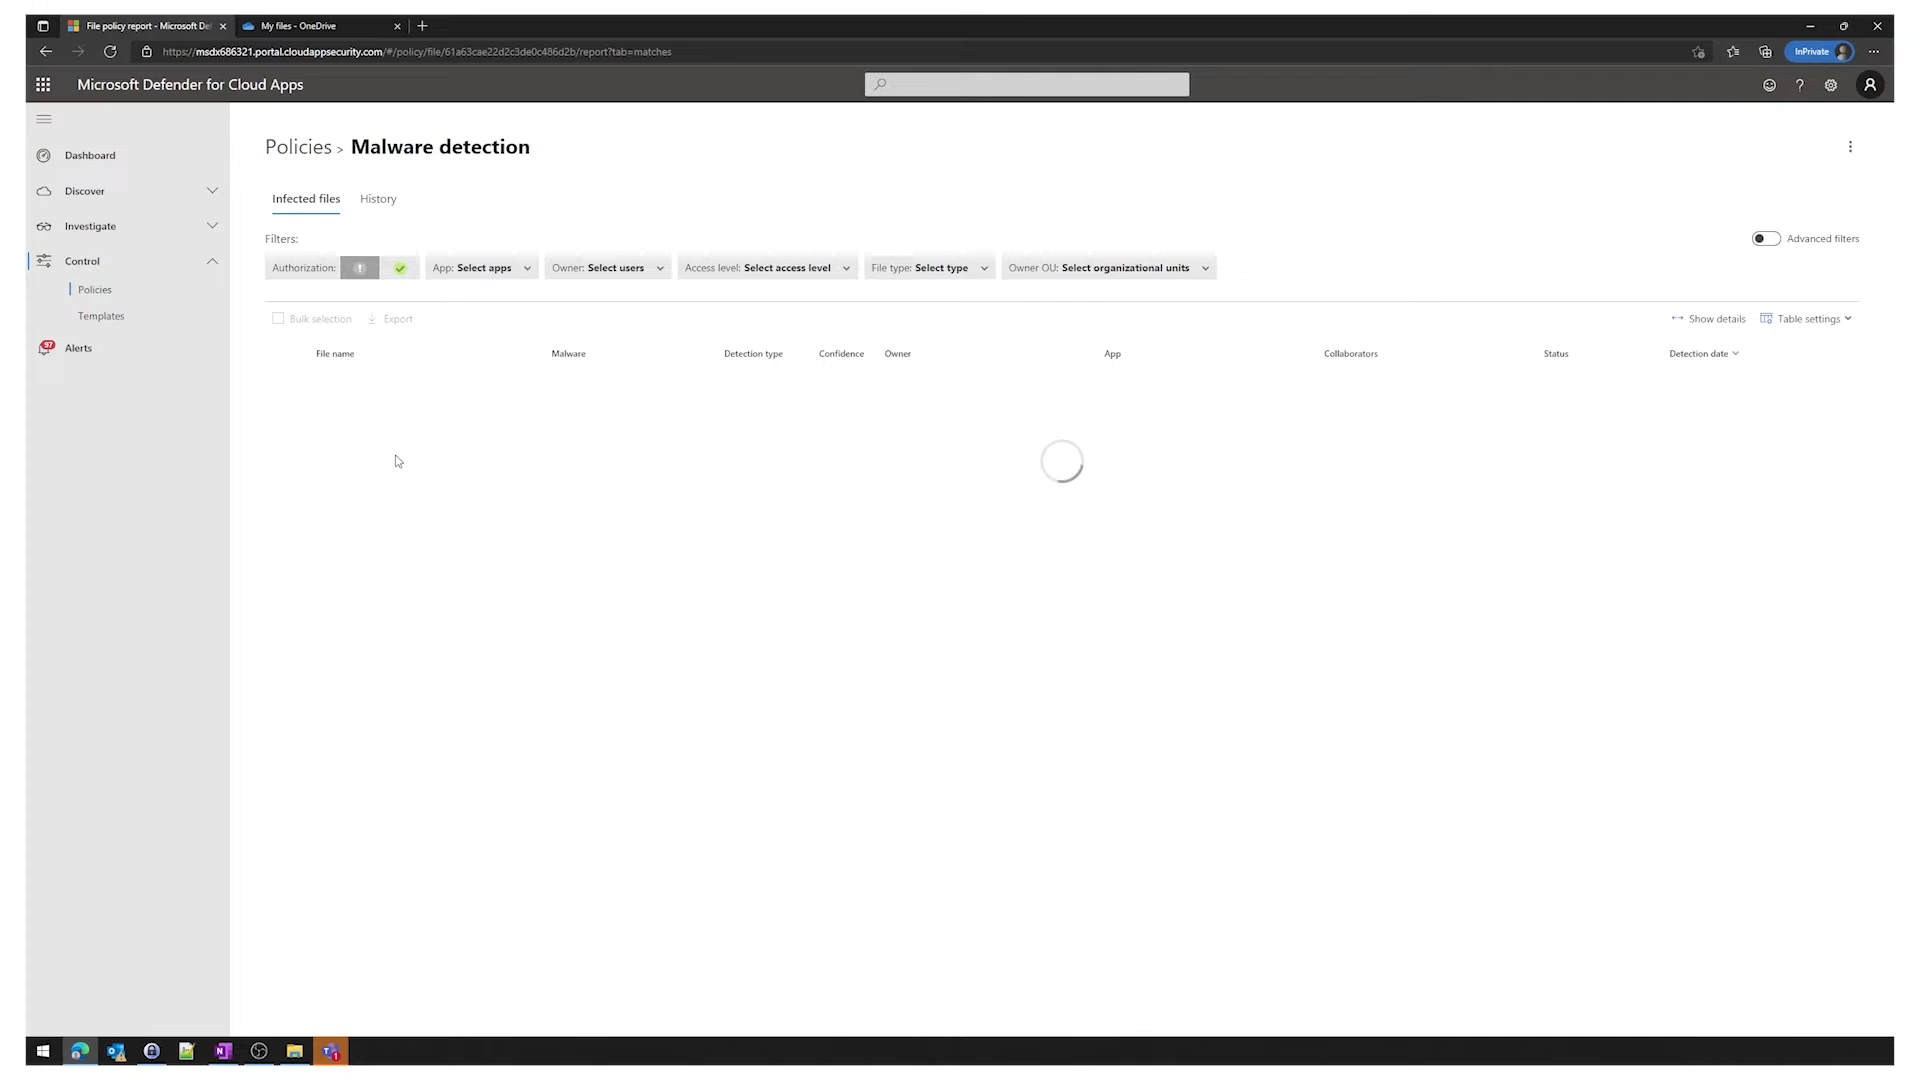 File policy report - Microsoft De
My files - OneDrive
https://msdx686321.portal.cloudappsecurity.com/#/policy/file/61a63cae22d2c3de0c486d2b/report?tab=matches
InPrivate
Microsoft Defender for Cloud Apps
Dashboard
Discover
Investigate
Control
Policies
Templates
97
Alerts
Policies > Malware detection
Infected files
History
Filters:
Advanced filters
Authorization:
App: Select apps
Owner: Select users
Access level: Select access level
File type: Select type
Owner OU: Select organizational units
Bulk selection
Export
Show details
Table settings
File name
Malware
Detection type
Confidence
Owner
App
Collaborators
Status
Detection date